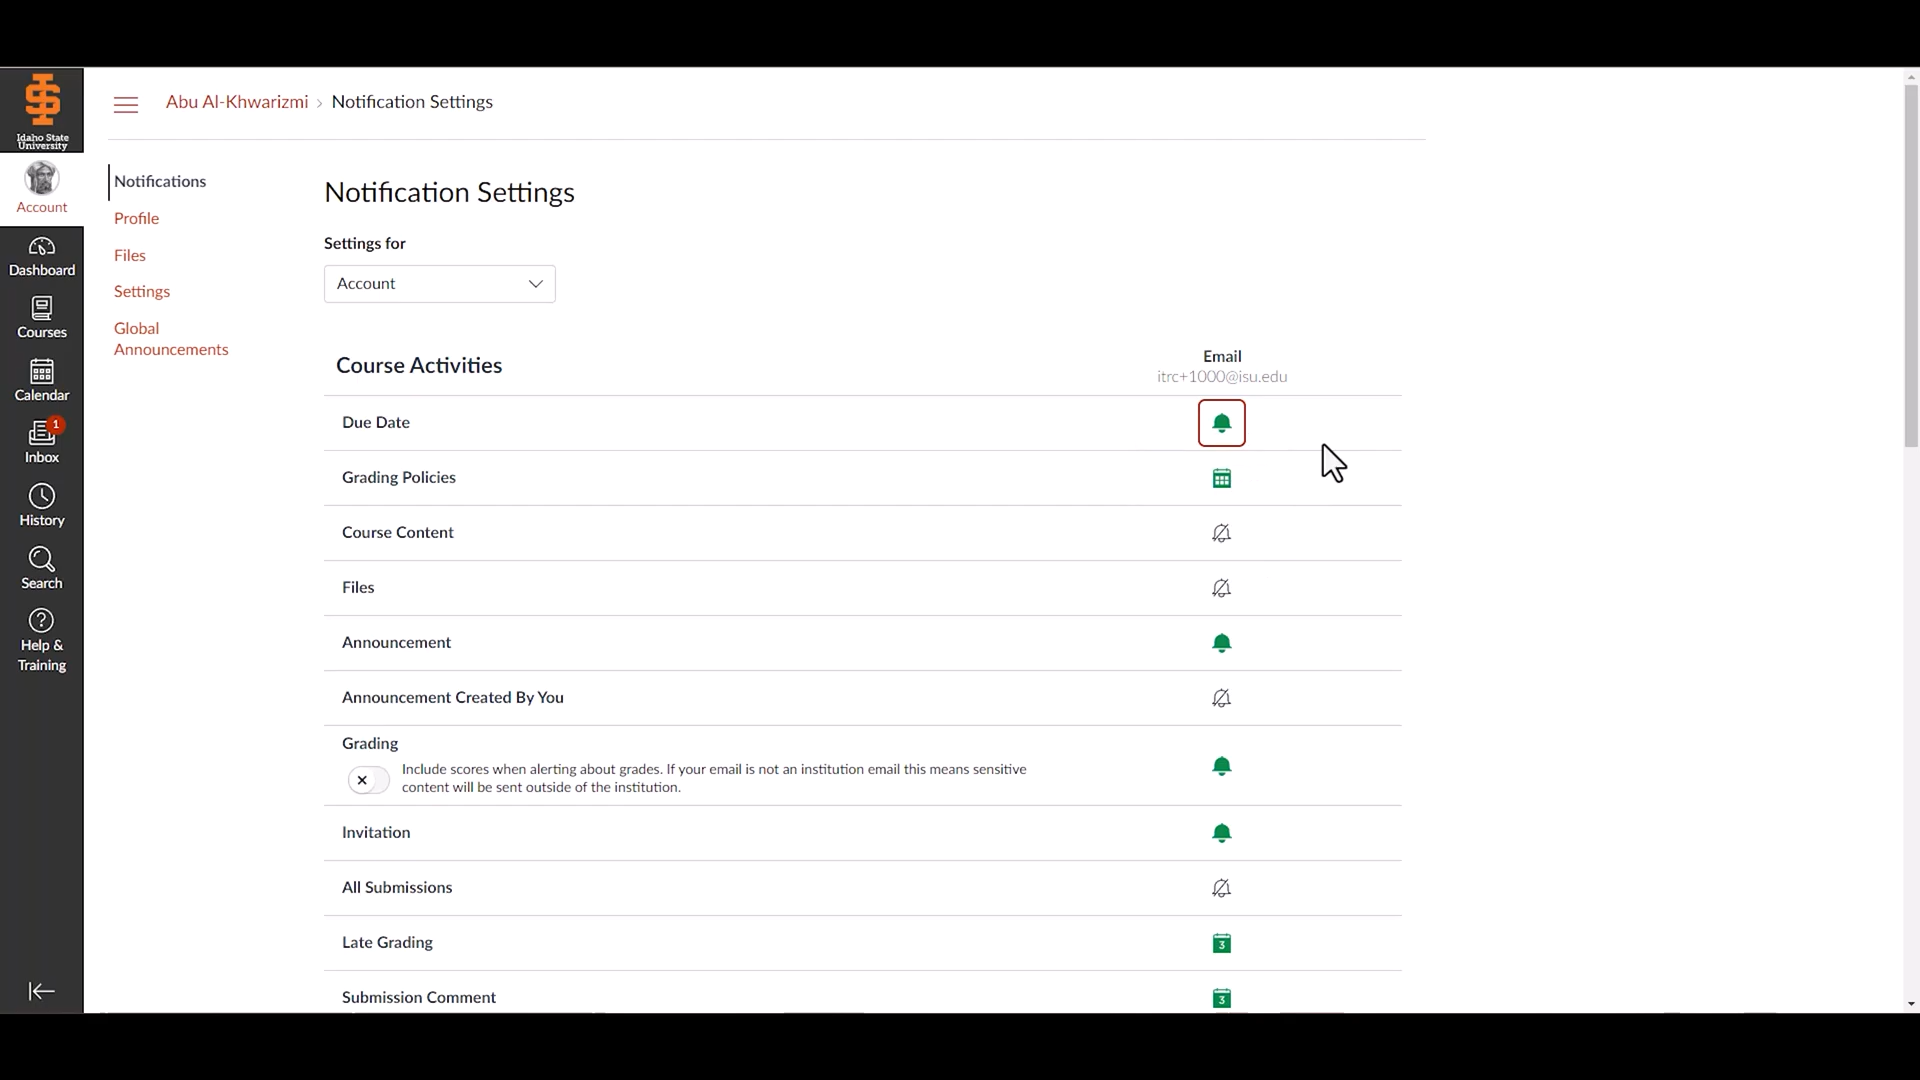 Idaho State
University
Account
Dashboard
Courses
Calendar
1
Inbox
History
Search
Help &
Training
Abu Al-Khwarizmi › Notification Settings
Notifications
Profile
Files
Settings
Global
Announcements
Notification Settings
Settings for
Account
Course Activities
Email
itrc+1000@isu.edu
Due Date
Grading Policies
Course Content
Files
Announcement
Announcement Created By You
Grading
Include scores when alerting about grades. If your email is not an institution email this means sensitive
content will be sent outside of the institution.
Invitation
All Submissions
Late Grading
3
Submission Comment
3